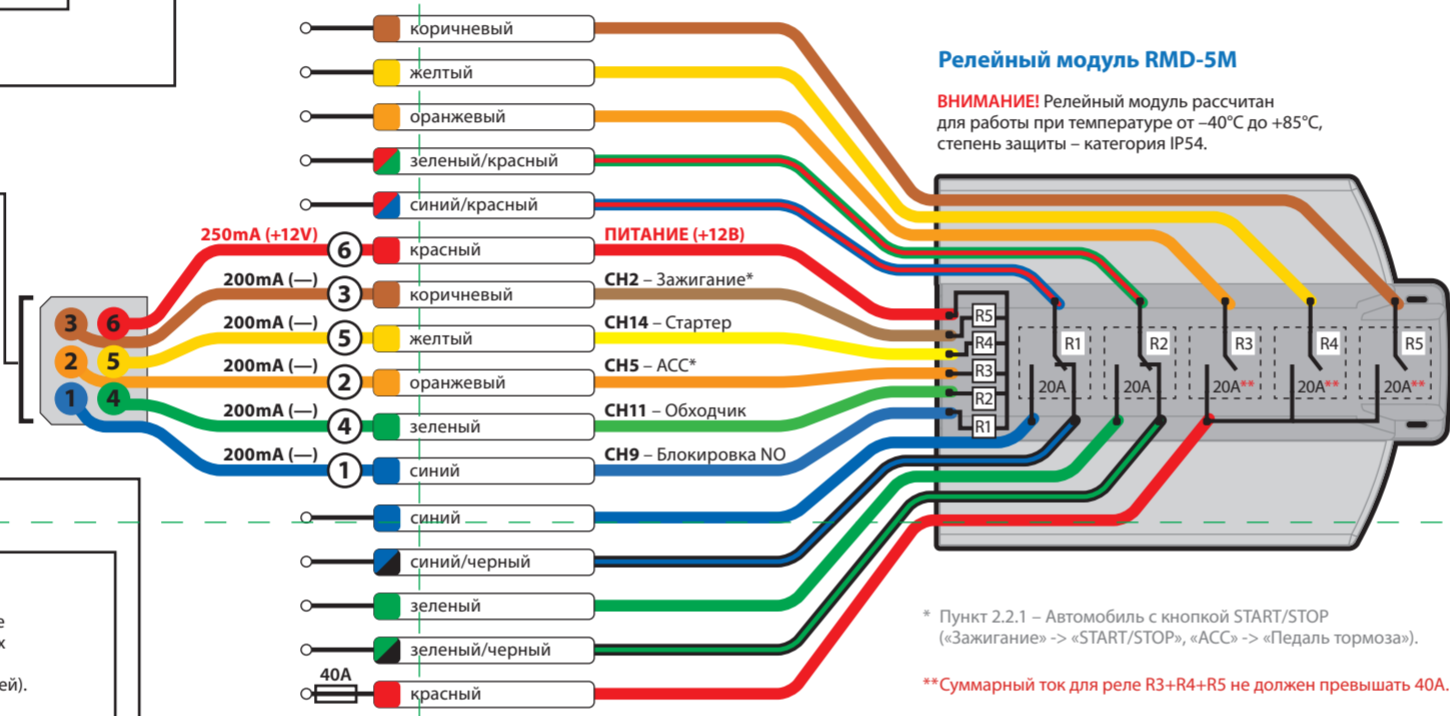 коричневый
желтый
оранжевый
зеленый/красный
синий/красный
250mA (+12V)
6
красный
ПИТАНИЕ (+12В)
200mA (—)
3
коричневый
CH2 – Зажигание*
200mA (—)
5
желтый
CH14 – Стартер
200mA (—)
2
оранжевый
CH5 – ACC*
200mA (—)
4
зеленый
CH11 – Обходчик
200mA (—)
1
синий
CH9 – Блокировка NO
3 6
2 5
1 4
синий
синий/черный
зеленый
зеленый/черный
40A
красный
Релейный модуль RMD-5M
ВНИМАНИЕ! Релейный модуль рассчитан
для работы при температуре от –40°C до +85°C,
степень защиты – категория IP54.
R5
R4
R3
R2
R1
R1 R2 R3 R4 R5
20A 20A 20A** 20A** 20A**
* Пункт 2.2.1 – Автомобиль с кнопкой START/STOP
(«Зажигание» -> «START/STOP», «ACC» -> «Педаль тормоза»).
**Суммарный ток для реле R3+R4+R5 не должен превышать 40A.
е
х
ей).